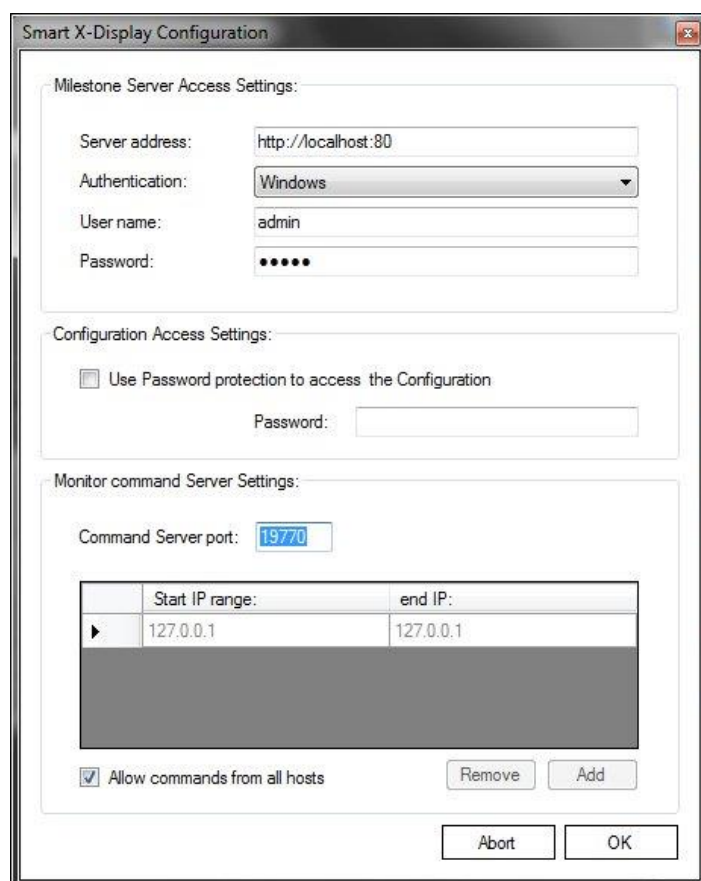 Smart X-Display Configuration
Milestone Server Access Settings:
Server address: http://localhost:80
Authentication: Windows
User name: admin
Password: •••••
Configuration Access Settings:
Use Password protection to access the Configuration
Password:
Monitor command Server Settings:
Command Server port: 19770
Start IP range: end IP:
127.0.0.1 127.0.0.1
Allow commands from all hosts Remove Add
Abort OK